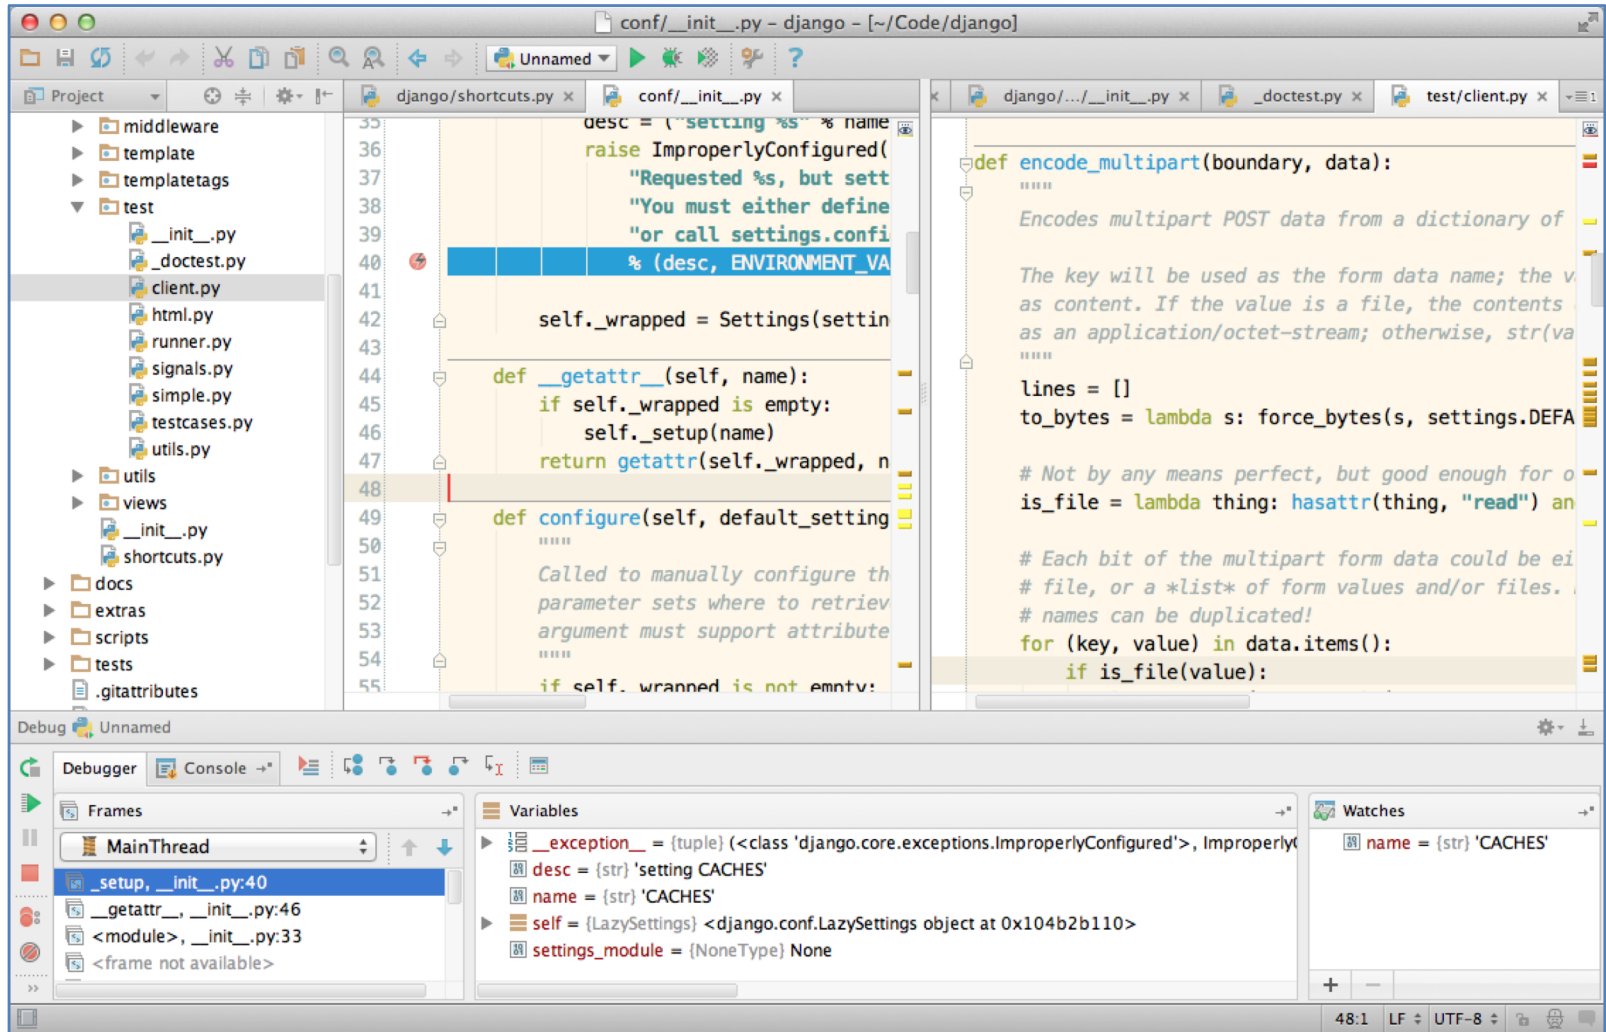 conf/__init__.py – django – [~/Code/django]
Unnamed
Project
django/shortcuts.py
conf/__init__.py
django/.../__init__.py
_doctest.py
test/client.py
1
middleware
template
templatetags
test
__init__.py
_doctest.py
client.py
html.py
runner.py
signals.py
simple.py
testcases.py
utils.py
utils
views
__init__.py
shortcuts.py
docs
extras
scripts
tests
.gitattributes
35 desc = ("setting %s" % name
36 raise ImproperlyConfigured(
37 "Requested %s, but sett
38 "You must either define
39 "or call settings.confi
40 % (desc, ENVIRONMENT_VA
41
42 self._wrapped = Settings(settin
43
44 def __getattr__(self, name):
45 if self._wrapped is empty:
46 self._setup(name)
47 return getattr(self._wrapped, n
48
49 def configure(self, default_setting
50 """
51 Called to manually configure th
52 parameter sets where to retriev
53 argument must support attribute
54 """
55 if self._wrapped is not empty:
def encode_multipart(boundary, data):
"""
Encodes multipart POST data from a dictionary of
The key will be used as the form data name; the v
as content. If the value is a file, the contents
as an application/octet-stream; otherwise, str(va
"""
lines = []
to_bytes = lambda s: force_bytes(s, settings.DEFA
# Not by any means perfect, but good enough for o
is_file = lambda thing: hasattr(thing, "read") an
# Each bit of the multipart form data could be ei
# file, or a *list* of form values and/or files.
# names can be duplicated!
for (key, value) in data.items():
if is_file(value):
Debug Unnamed
Debugger
Console
Frames
MainThread
_setup, __init__.py:40
__getattr__, __init__.py:46
<module>, __init__.py:33
<frame not available>
Variables
__exception__ = {tuple} (<class 'django.core.exceptions.ImproperlyConfigured'>, Improperly
desc = {str} 'setting CACHES'
name = {str} 'CACHES'
self = {LazySettings} <django.conf.LazySettings object at 0x104b2b110>
settings_module = {NoneType} None
Watches
name = {str} 'CACHES'
48:1 LF UTF-8